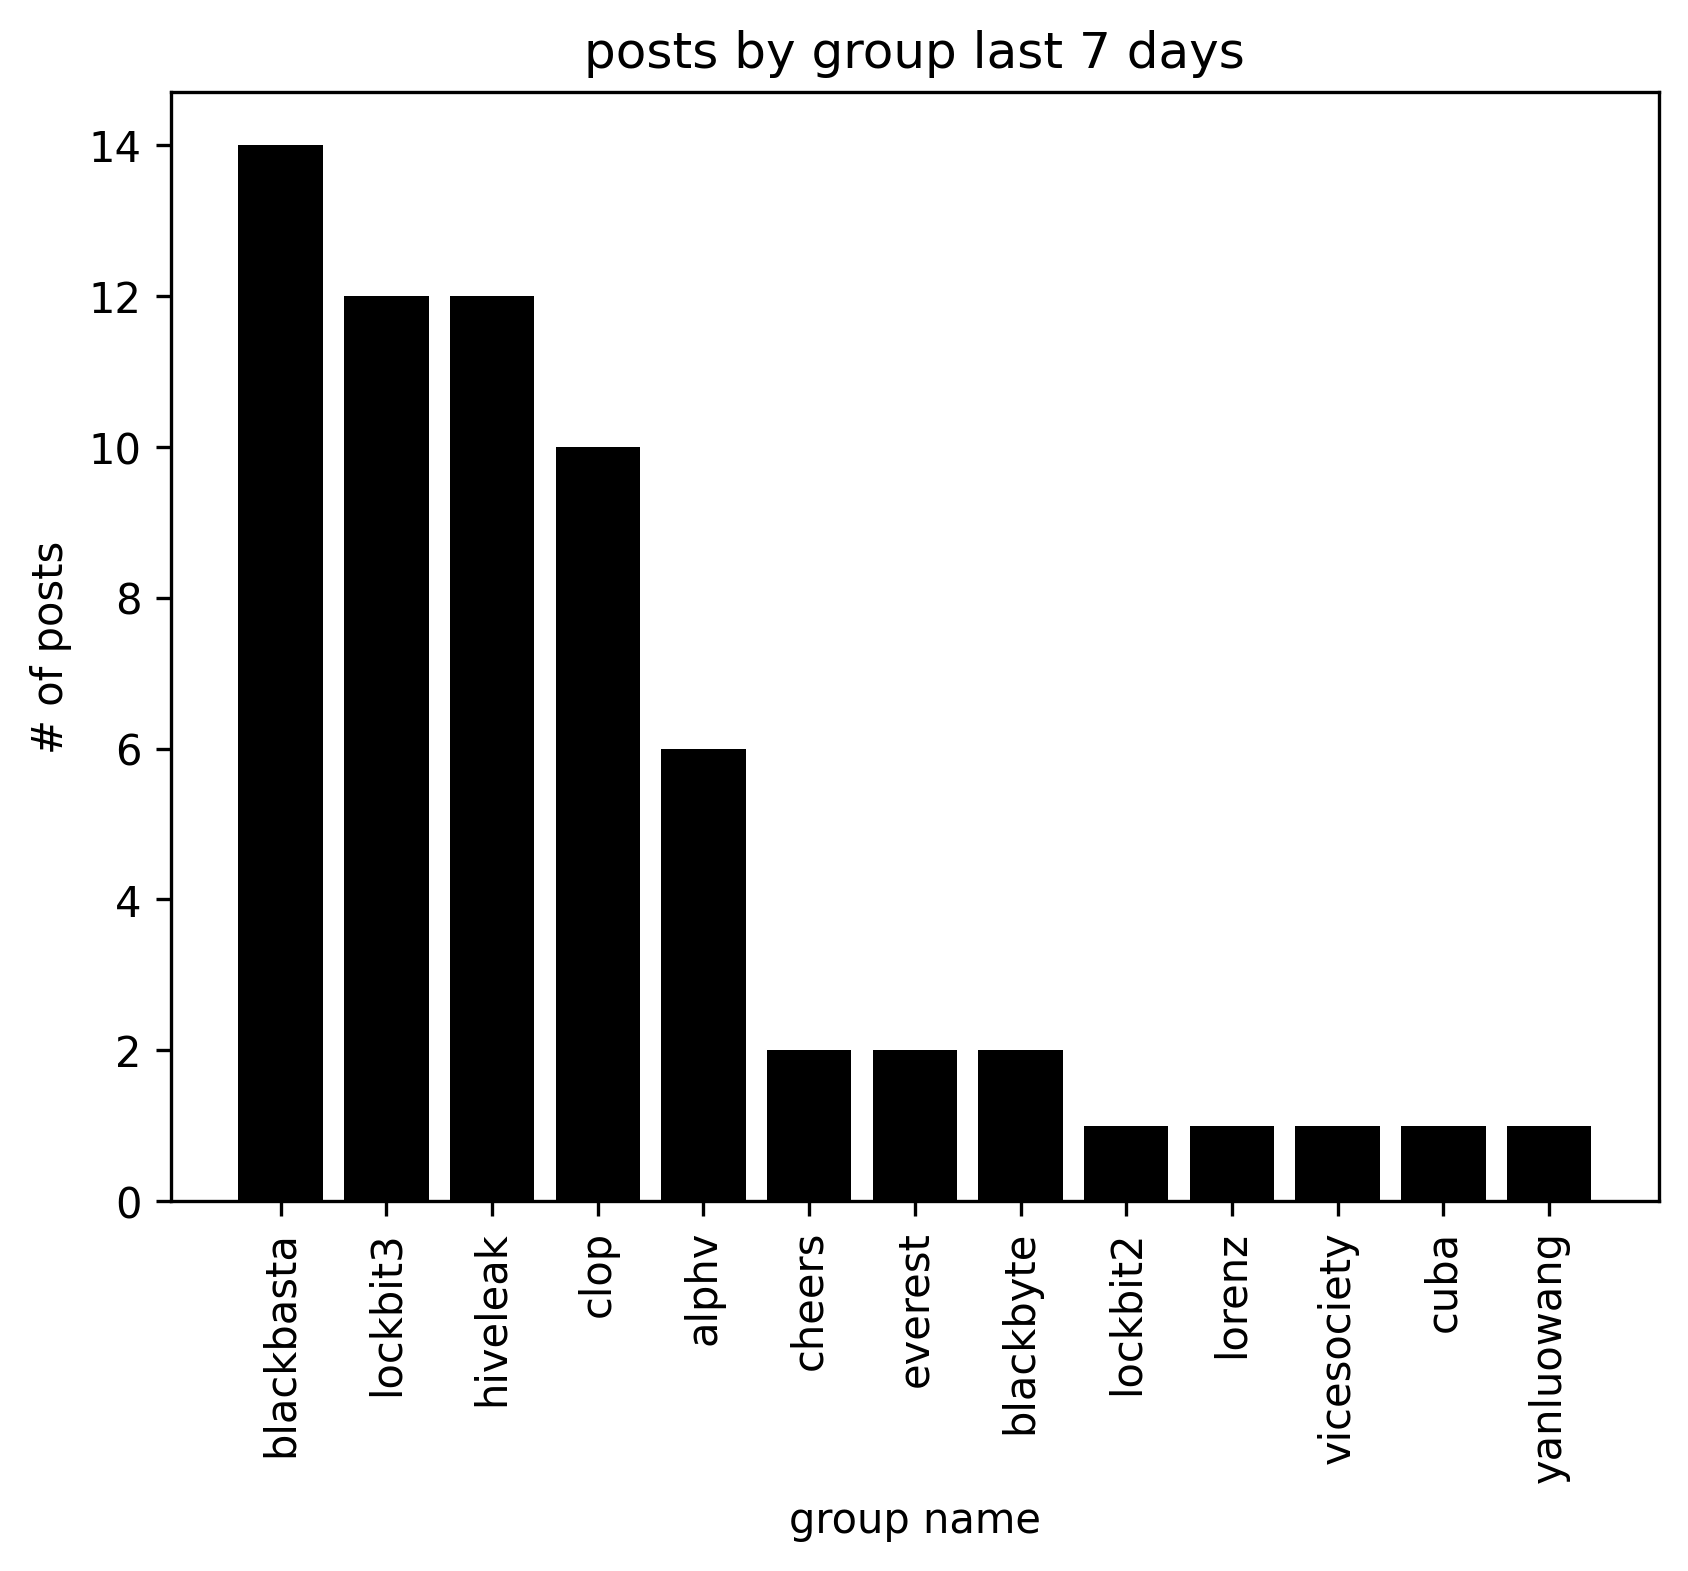 posts by group last 7 days
14
12
10
8
6
4
2
0
# of posts
blackbasta
lockbit3
hiveleak
clop
alphv
cheers
everest
blackbyte
lockbit2
lorenz
vicesociety
cuba
yanluowang
group name